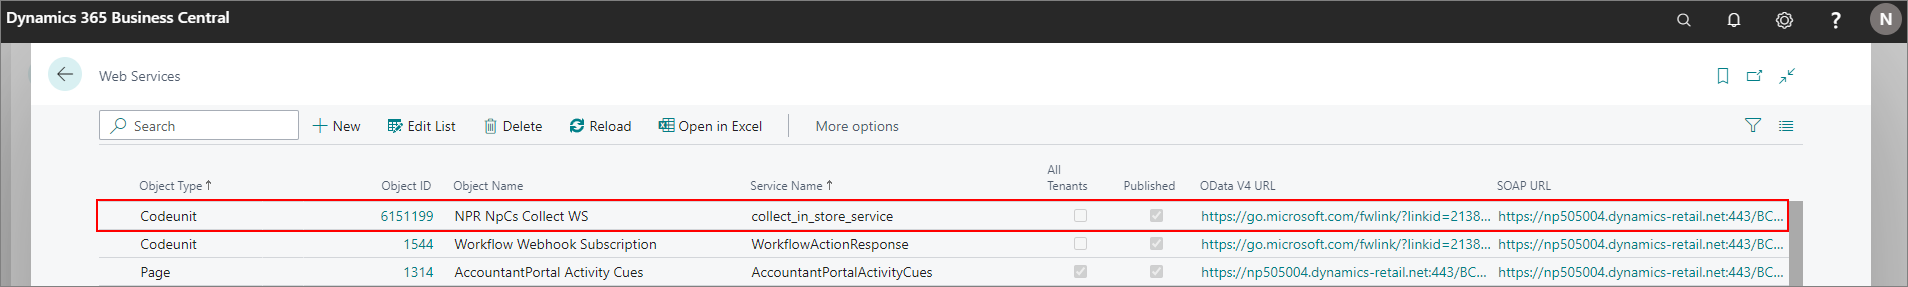 Dynamics 365 Business Central
? N
Web Services
Search New Edit List Delete Reload Open in Excel More options
All
Object Type ↑ Object ID Object Name Service Name ↑ Tenants Published OData V4 URL SOAP URL
Codeunit 6151199 NPR NpCs Collect WS collect_in_store_service https://go.microsoft.com/fwlink/?linkid=2138... https://np505004.dynamics-retail.net:443/BC...
Codeunit 1544 Workflow Webhook Subscription WorkflowActionResponse https://go.microsoft.com/fwlink/?linkid=2138... https://np505004.dynamics-retail.net:443/BC...
Page 1314 AccountantPortal Activity Cues AccountantPortalActivityCues https://np505004.dynamics-retail.net:443/BC... https://np505004.dynamics-retail.net:443/BC...